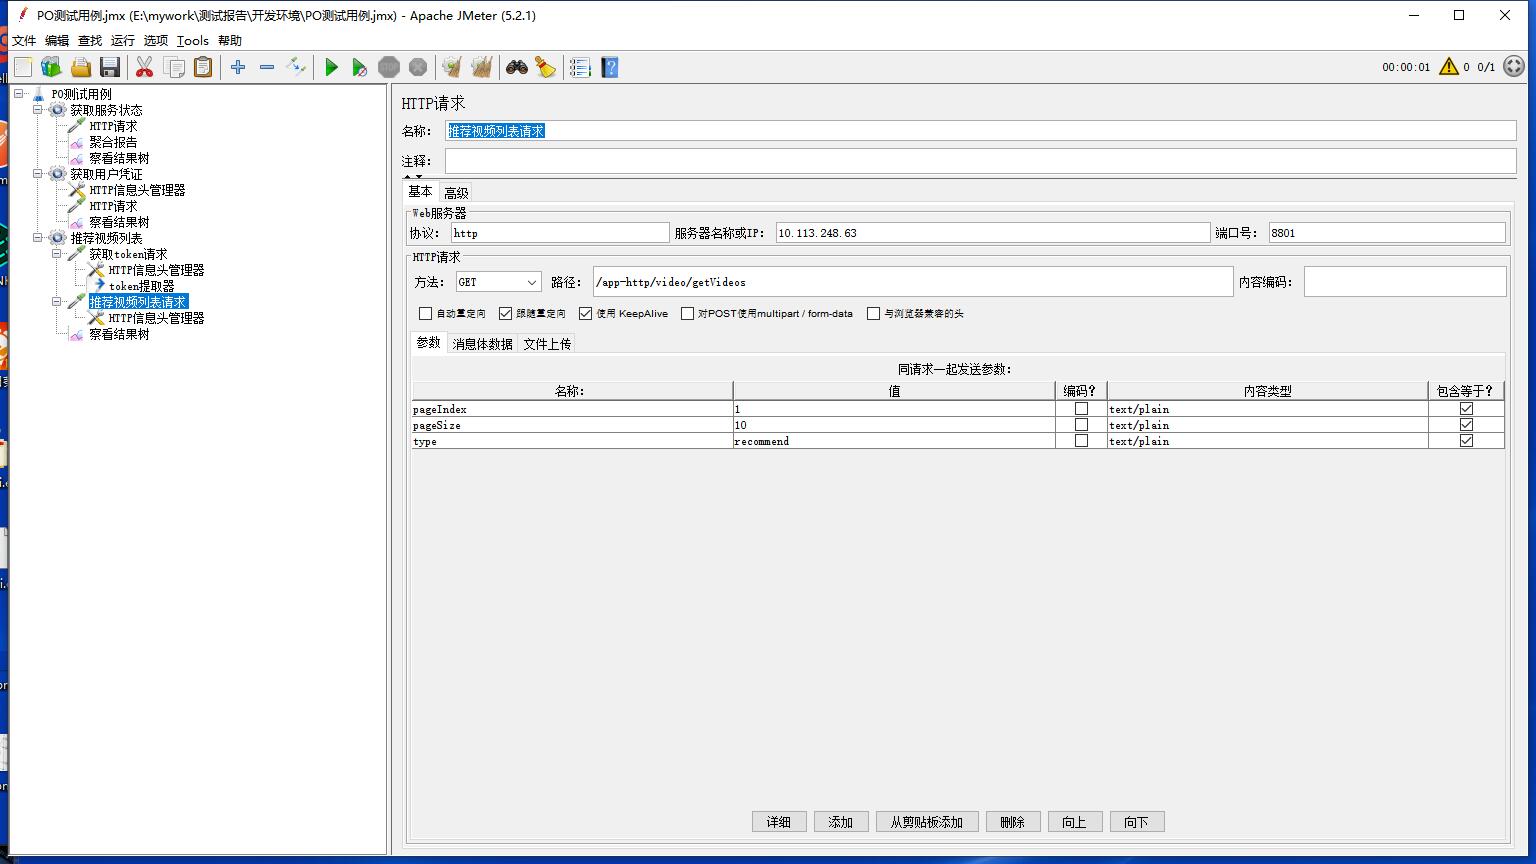 PO测试用例.jmx (E:\mywork\测试报告\开发环境\PO测试用例.jmx) - Apache JMeter (5.2.1)
文件 编辑 查找 运行 选项 Tools 帮助
00:00:01 0 0/1
PO测试用例
获取服务状态
HTTP请求
聚合报告
察看结果树
获取用户凭证
HTTP信息头管理器
HTTP请求
察看结果树
推荐视频列表
获取token请求
HTTP信息头管理器
token提取器
推荐视频列表请求
HTTP信息头管理器
察看结果树
HTTP请求
名称： 推荐视频列表请求
注释：
基本 高级
Web服务器
协议： http 服务器名称或IP： 10.113.248.63 端口号： 8801
HTTP请求
方法： GET 路径： /app-http/video/getVideos 内容编码：
自动重定向 跟随重定向 使用 KeepAlive 对POST使用multipart / form-data 与浏览器兼容的头
参数 消息体数据 文件上传
同请求一起发送参数：
名称： 值 编码？ 内容类型 包含等于？
pageIndex 1 text/plain
pageSize 10 text/plain
type recommend text/plain
详细 添加 从剪贴板添加 删除 向上 向下